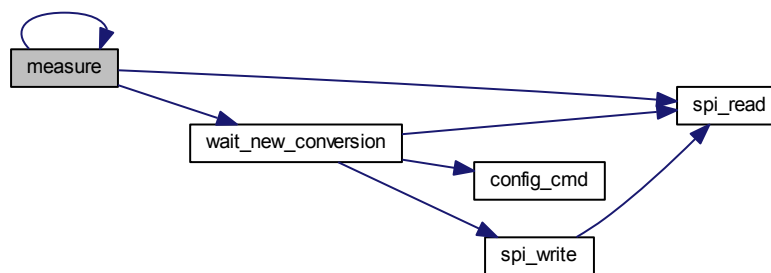 measure
spi_read
wait_new_conversion
config_cmd
spi_write